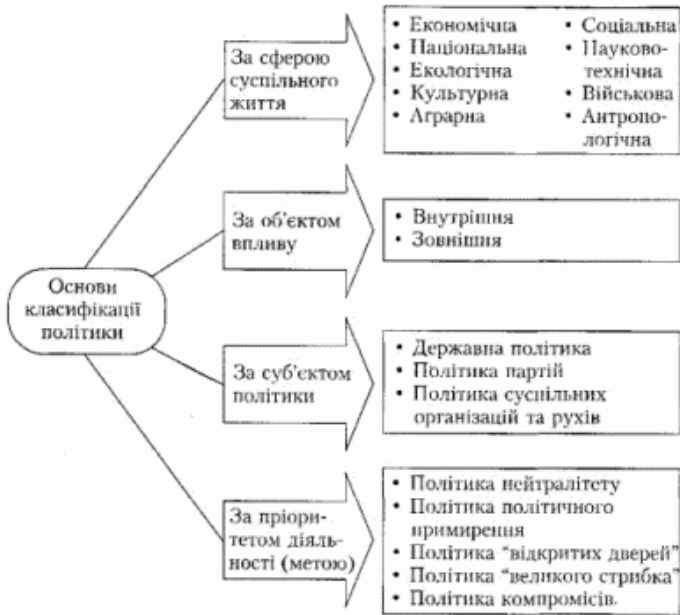 Основи
класифікації
політики
За сферою
суспільного
життя
• Економічна
• Національна
• Екологічна
• Культурна
• Аграрна
• Соціальна
• Науково-
технічна
• Військова
• Антропо-
логічна
За об’єктом
впливу
• Внутрішня
• Зовнішня
За суб’єктом
політики
• Державна політика
• Політика партій
• Політика суспільних
організацій та рухів
За пріори-
тетом діяль-
ності (метою)
• Політика нейтралітету
• Політика політичного
примирення
• Політика “відкритих дверей”
• Політика “великого стрибка”
• Політика компромісів